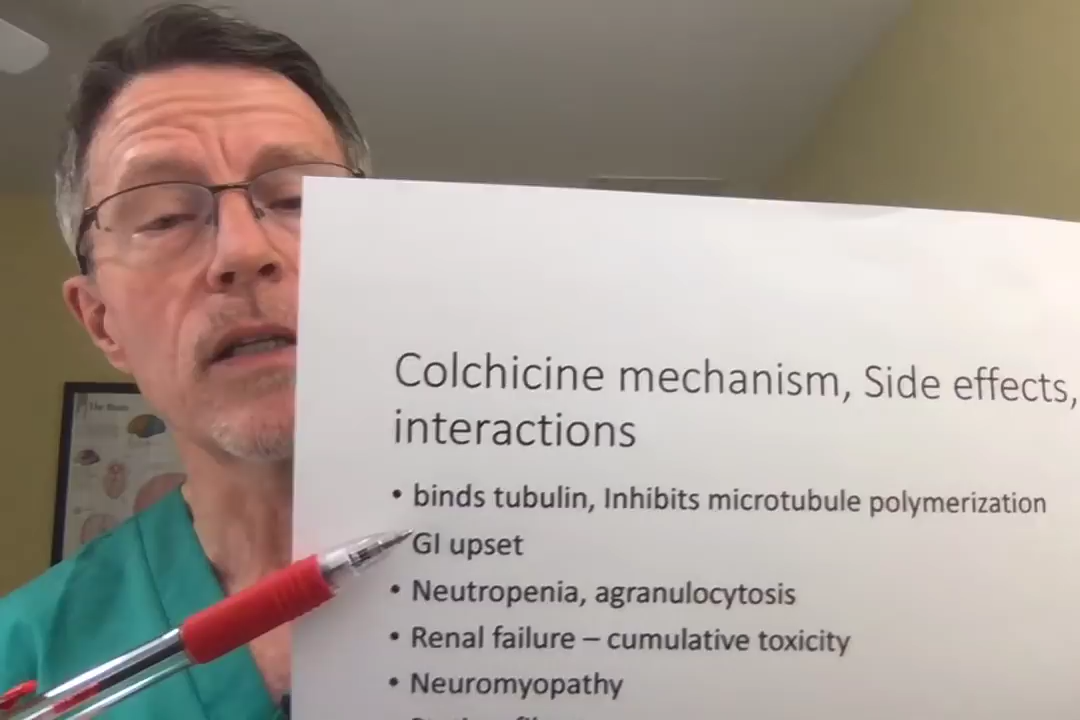 Colchicine mechanism, Side effects,
interactions
• binds tubulin, Inhibits microtubule polymerization
GI upset
• Neutropenia, agranulocytosis
• Renal failure – cumulative toxicity
• Neuromyopathy